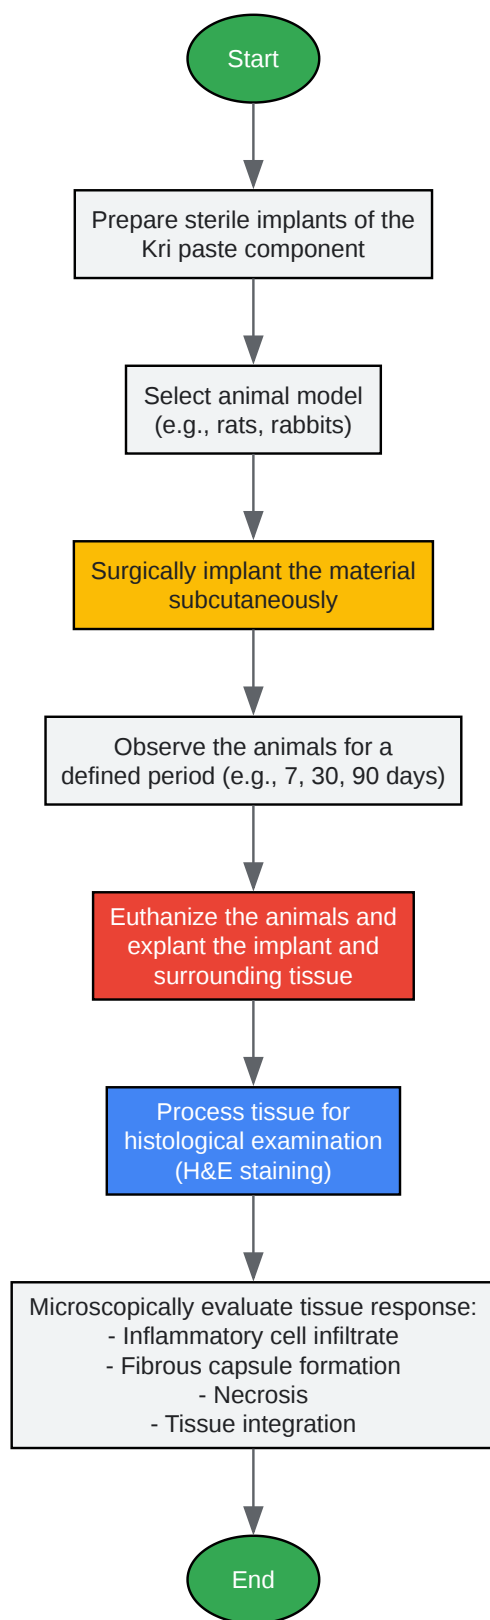 Start
Prepare sterile implants of the
Kri paste component
Select animal model
(e.g., rats, rabbits)
Surgically implant the material
subcutaneously
Observe the animals for a
defined period (e.g., 7, 30, 90 days)
Euthanize the animals and
explant the implant and
surrounding tissue
Process tissue for
histological examination
(H&E staining)
Microscopically evaluate tissue response:
- Inflammatory cell infiltrate
- Fibrous capsule formation
- Necrosis
- Tissue integration
End